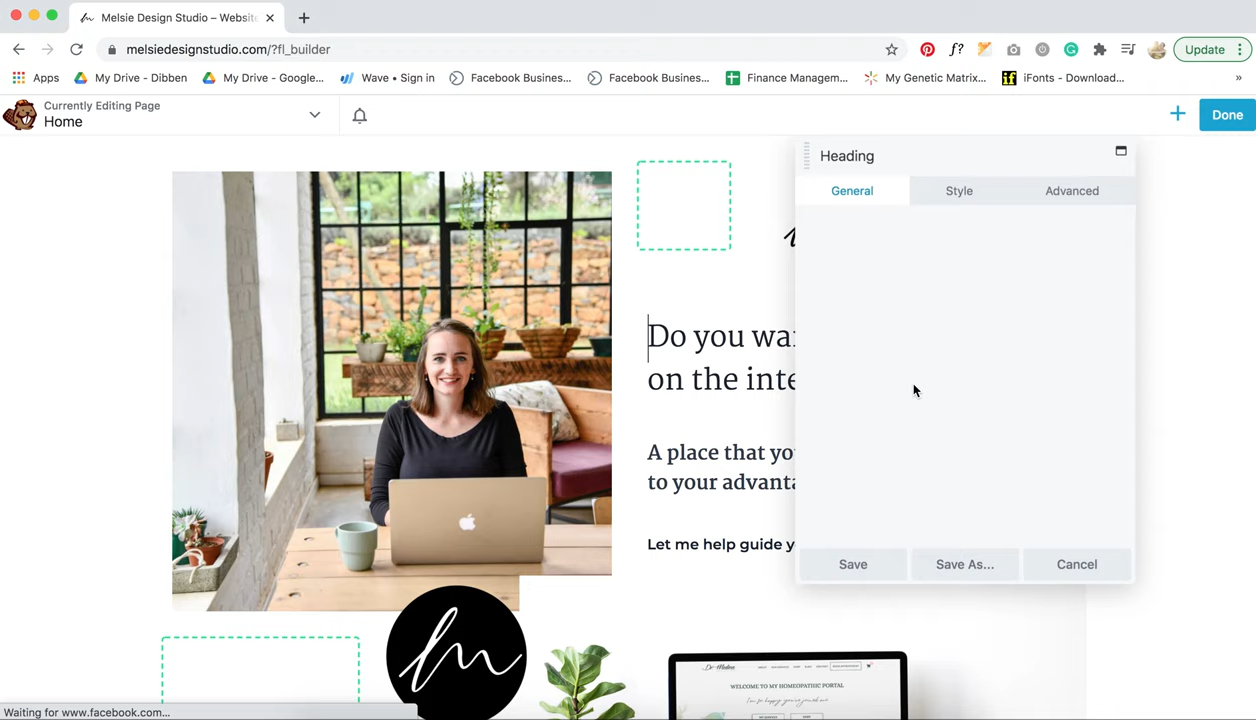 Melsie Design Studio – Website
melsiedesignstudio.com/?fl_builder
f?
Update
Apps
My Drive - Dibben
My Drive - Google...
Wave • Sign in
Facebook Busines...
Facebook Busines...
Finance Managem...
My Genetic Matrix...
if
iFonts - Download...
»
Currently Editing Page
Home
Done
Heading
General
Style
Advanced
Do you wa
on the inte
A place that yo
to your advanta
Let me help guide y
Save
Save As...
Cancel
m
WELCOME TO MY HOMEOPATHIC PORTAL
Waiting for www.facebook.com...